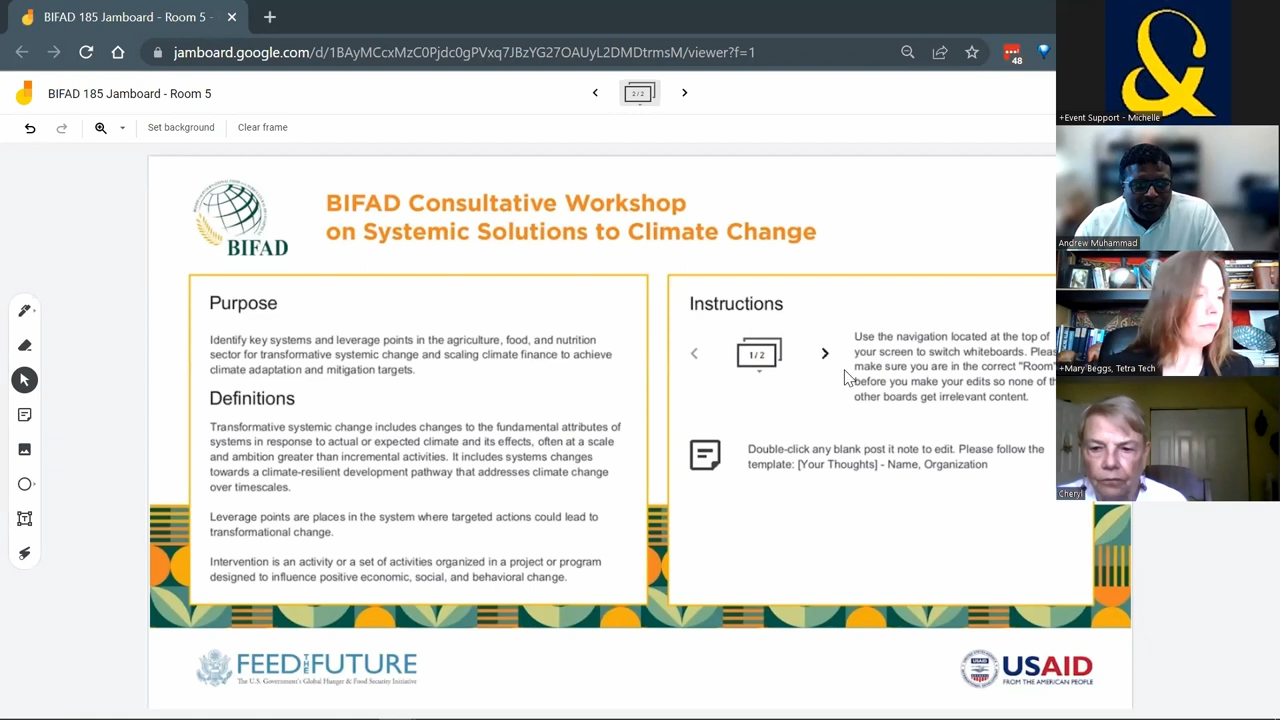 BIFAD 185 Jamboard - Room 5 -
jamboard.google.com/d/1BAyMCcxMzC0Pjdc0gPVxq7JBzYG27OAUyL2DMDtrmsM/viewer?f=1
48
BIFAD 185 Jamboard - Room 5
2 / 2
Set background
Clear frame
BIFAD
BIFAD Consultative Workshop
on Systemic Solutions to Climate Change
Purpose
Identify key systems and leverage points in the agriculture, food, and nutrition
sector for transformative systemic change and scaling climate finance to achieve
climate adaptation and mitigation targets.
Definitions
Transformative systemic change includes changes to the fundamental attributes of
systems in response to actual or expected climate and its effects, often at a scale
and ambition greater than incremental activities. It includes systems changes
towards a climate-resilient development pathway that addresses climate change
over timescales.
Leverage points are places in the system where targeted actions could lead to
transformational change.
Intervention is an activity or a set of activities organized in a project or program
designed to influence positive economic, social, and behavioral change.
Instructions
1 / 2
Use the navigation located at the top of
your screen to switch whiteboards. Pleas
make sure you are in the correct "Room"
before you make your edits so none of th
other boards get irrelevant content.
Double-click any blank post it note to edit. Please follow the
template: [Your Thoughts] - Name, Organization
FEED THE FUTURE
The U.S. Government's Global Hunger & Food Security Initiative
USAID
USAID
FROM THE AMERICAN PEOPLE
&
+Event Support - Michelle
Andrew Muhammad
+Mary Beggs, Tetra Tech
Cheryl